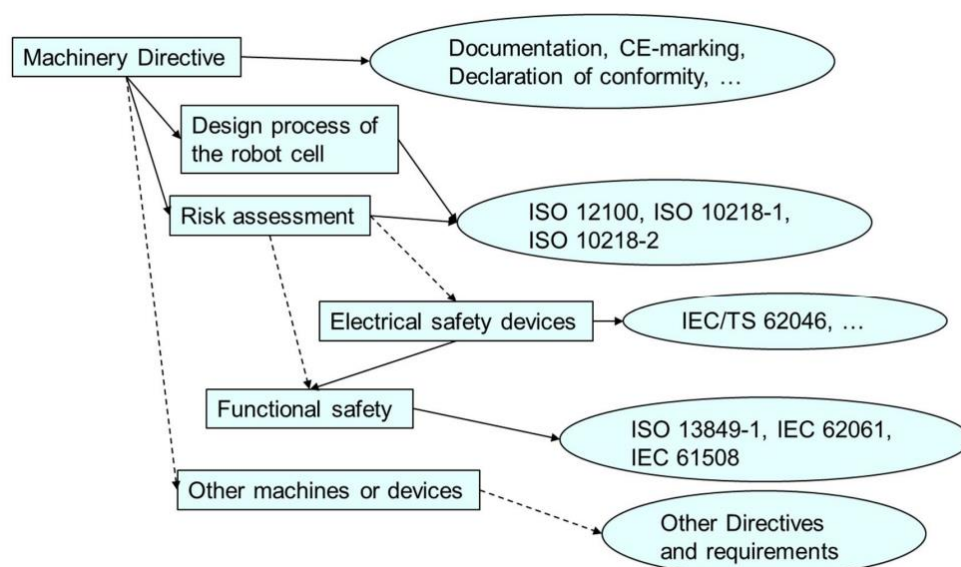 Machinery Directive
Documentation, CE-marking,
Declaration of conformity, …
Design process of
the robot cell
Risk assessment
ISO 12100, ISO 10218-1,
ISO 10218-2
Electrical safety devices
IEC/TS 62046, …
Functional safety
ISO 13849-1, IEC 62061,
IEC 61508
Other machines or devices
Other Directives
and requirements